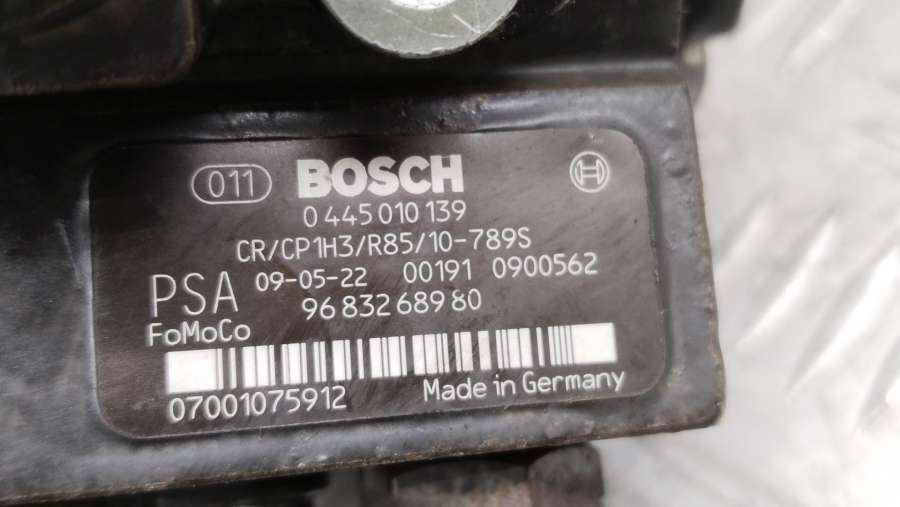 011 BOSCH
0 445 010 139
CR/CP1H3/R85/10-789S
PSA 09-05-22 00191 0900562
96 832 689 80
FoMoCo
07001075912 Made in Germany